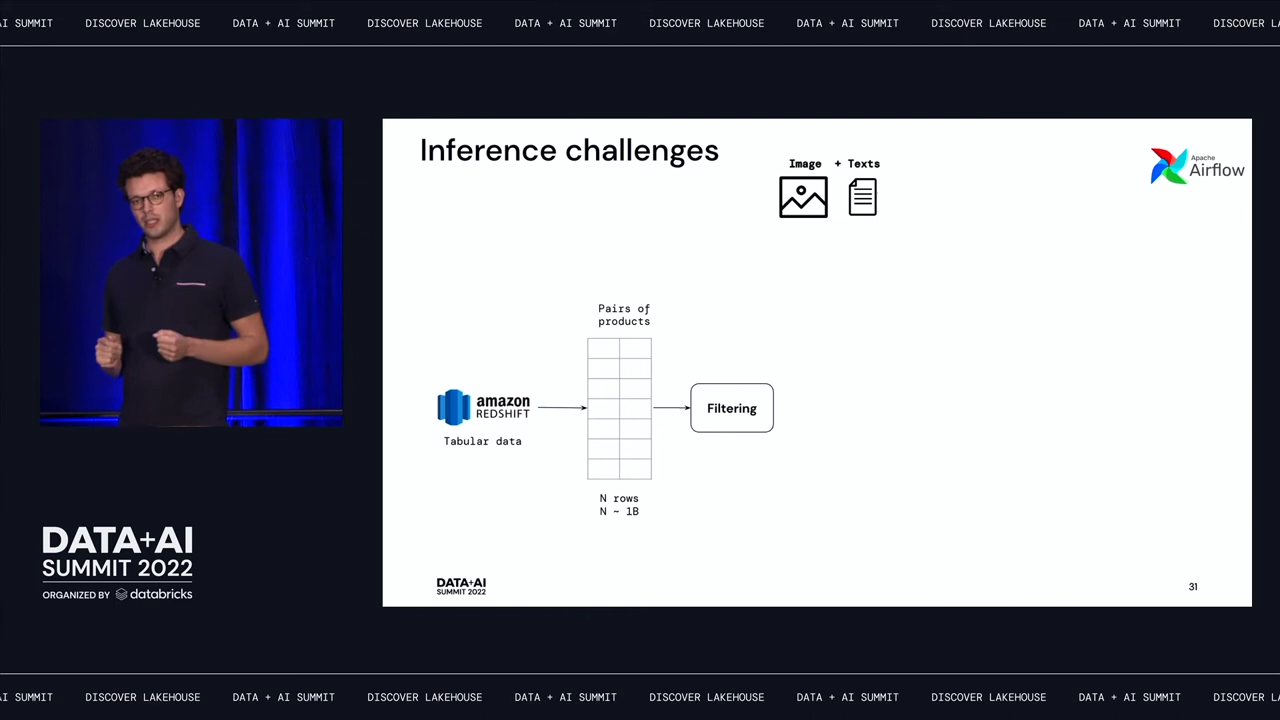 AI SUMMIT DISCOVER LAKEHOUSE DATA + AI SUMMIT DISCOVER LAKEHOUSE DATA + AI SUMMIT DISCOVER LAKEHOUSE DATA + AI SUMMIT DISCOVER LAKEHOUSE DATA + AI SUMMIT DISCOVER L
Inference challenges
Image + Texts
Apache
Airflow
Pairs of
products
amazon
REDSHIFT
Tabular data
Filtering
N rows
N ~ 1B
DATA+AI
SUMMIT 2022
31
DATA+AI
SUMMIT 2022
ORGANIZED BY databricks
AI SUMMIT DISCOVER LAKEHOUSE DATA + AI SUMMIT DISCOVER LAKEHOUSE DATA + AI SUMMIT DISCOVER LAKEHOUSE DATA + AI SUMMIT DISCOVER LAKEHOUSE DATA + AI SUMMIT DISCOVER L